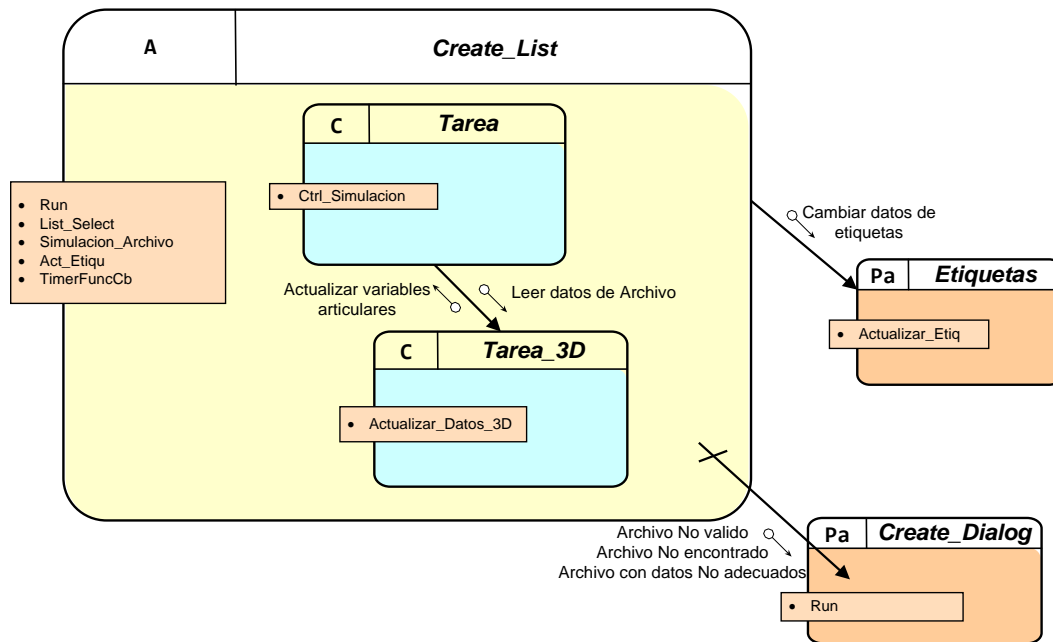 A
Create_List
C
Tarea
• Ctrl_Simulacion
• Run
• List_Select
• Simulacion_Archivo
• Act_Etiqu
• TimerFuncCb
Cambiar datos de
etiquetas
Pa
Etiquetas
• Actualizar_Etiq
Actualizar variables
articulares
Leer datos de Archivo
C
Tarea_3D
• Actualizar_Datos_3D
Archivo No valido
Archivo No encontrado
Archivo con datos No adecuados
Pa
Create_Dialog
• Run